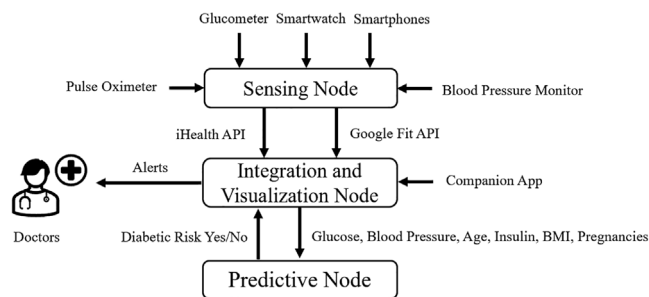 Glucometer Smartwatch Smartphones
Pulse Oximeter
Sensing Node
Blood Pressure Monitor
iHealth API
Google Fit API
Alerts
Integration and
Visualization Node
Companion App
Doctors
Diabetic Risk Yes/No
Glucose, Blood Pressure, Age, Insulin, BMI, Pregnancies
Predictive Node